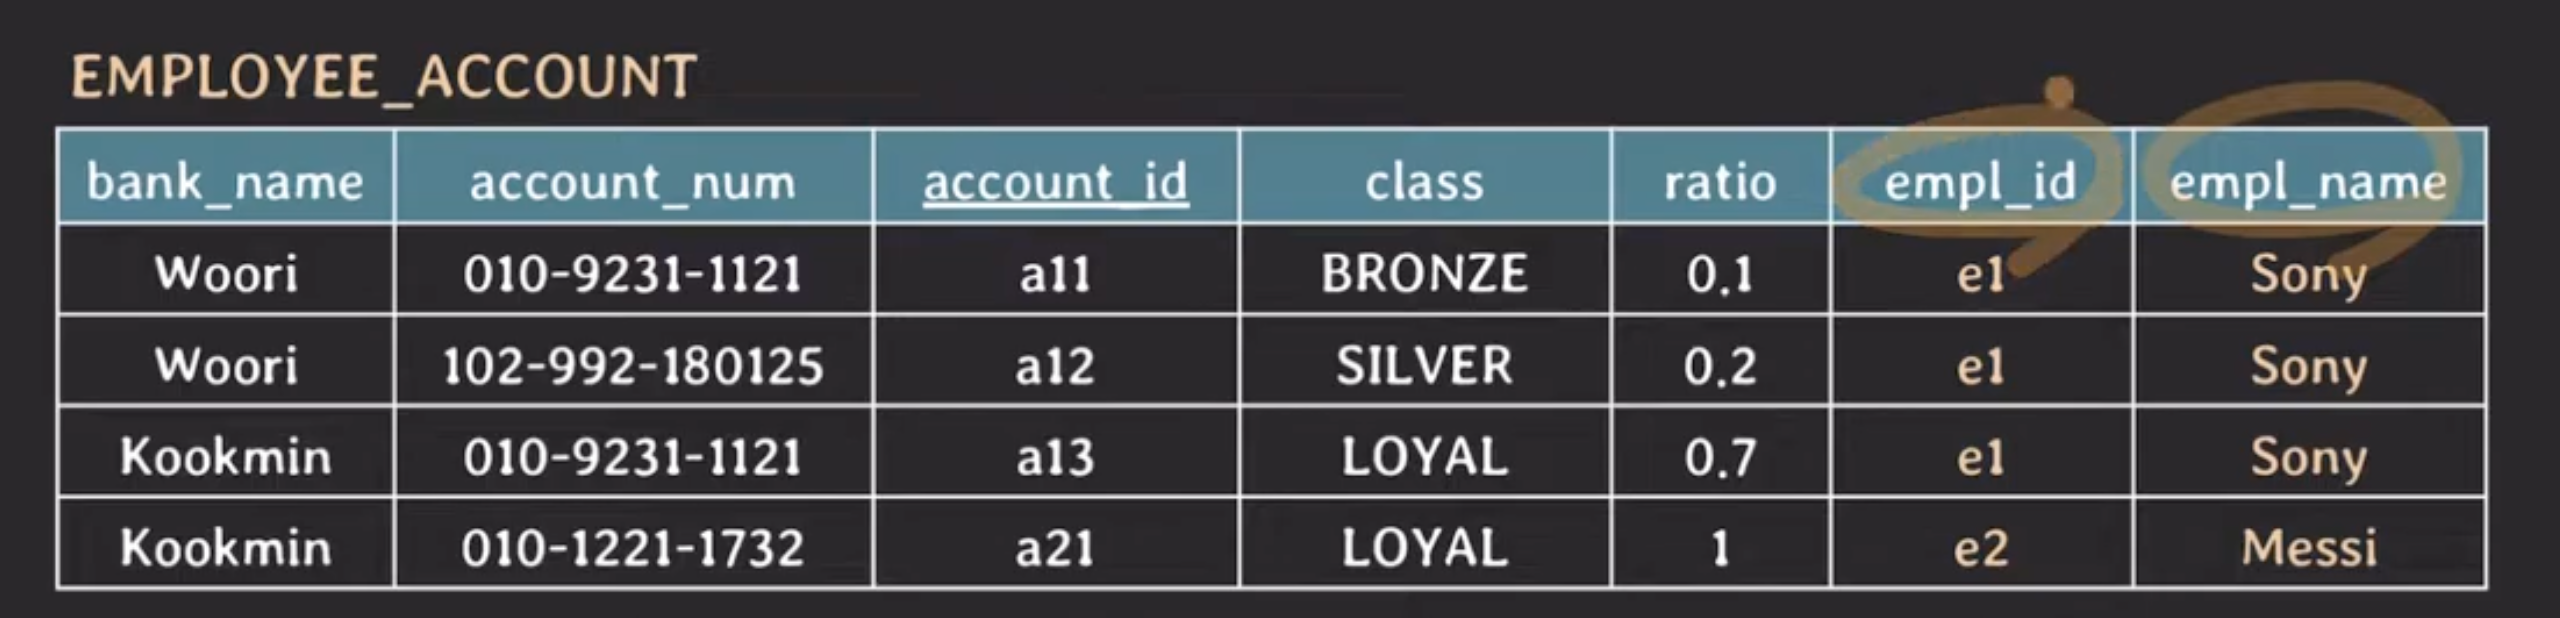 EMPLOYEE_ACCOUNT
bank_name account_num account_id class ratio empl_id empl_name
Woori 010-9231-1121 a11 BRONZE 0.1 e1 Sony
Woori 102-992-180125 a12 SILVER 0.2 e1 Sony
Kookmin 010-9231-1121 a13 LOYAL 0.7 e1 Sony
Kookmin 010-1221-1732 a21 LOYAL 1 e2 Messi